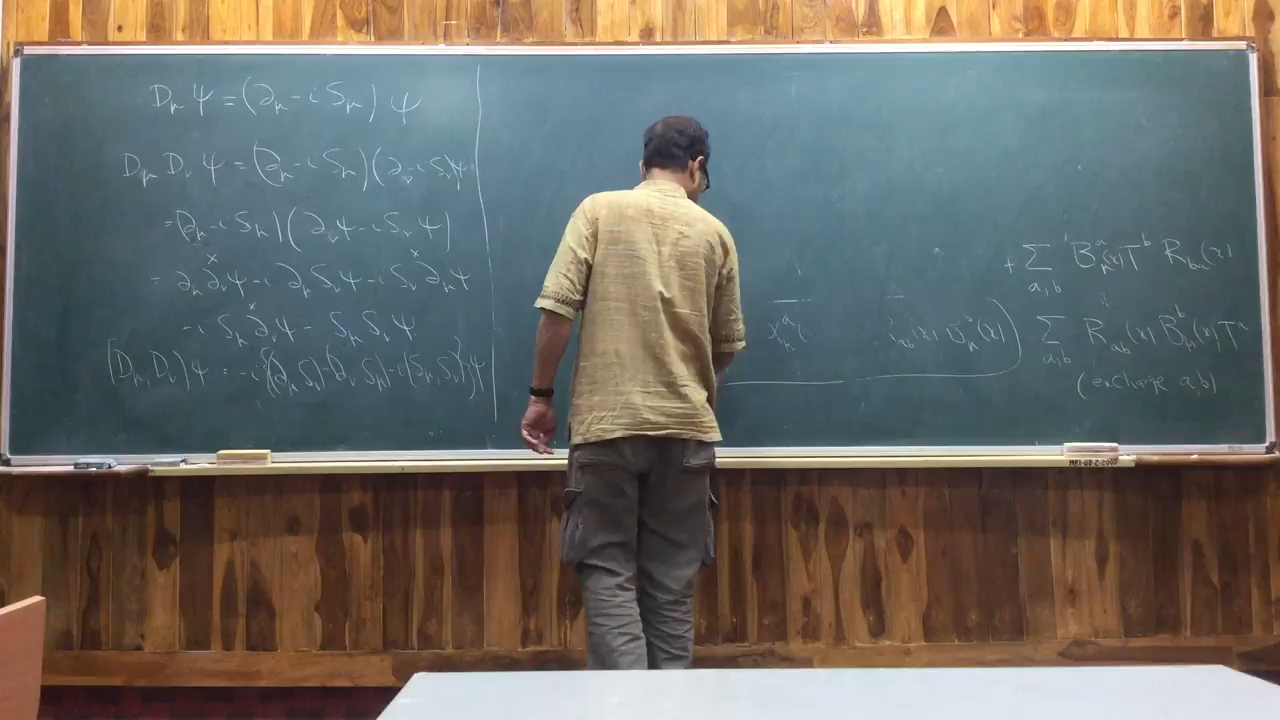 D_μ ψ = (∂_μ - i S_μ) ψ
D_μ D_ν ψ = (∂_μ - i S_μ)(∂_ν - i S_ν)ψ
= (∂_μ - i S_μ)(∂_ν ψ - i S_ν ψ)
= ∂_μ ∂_ν ψ - i ∂_μ S_ν ψ - i S_ν ∂_μ ψ
- i S_μ ∂_ν ψ - S_μ S_ν ψ
[D_μ, D_ν] ψ = -i {(∂_μ S_ν) - (∂_ν S_μ) - i [S_μ, S_ν]} ψ
+ Σ_{a,b} B'^a_μ(x) T^b R_{ba}(x)
Σ_{a,b} R_{ab}(x) B'^b_μ(x) T^a
(exchange a,b)